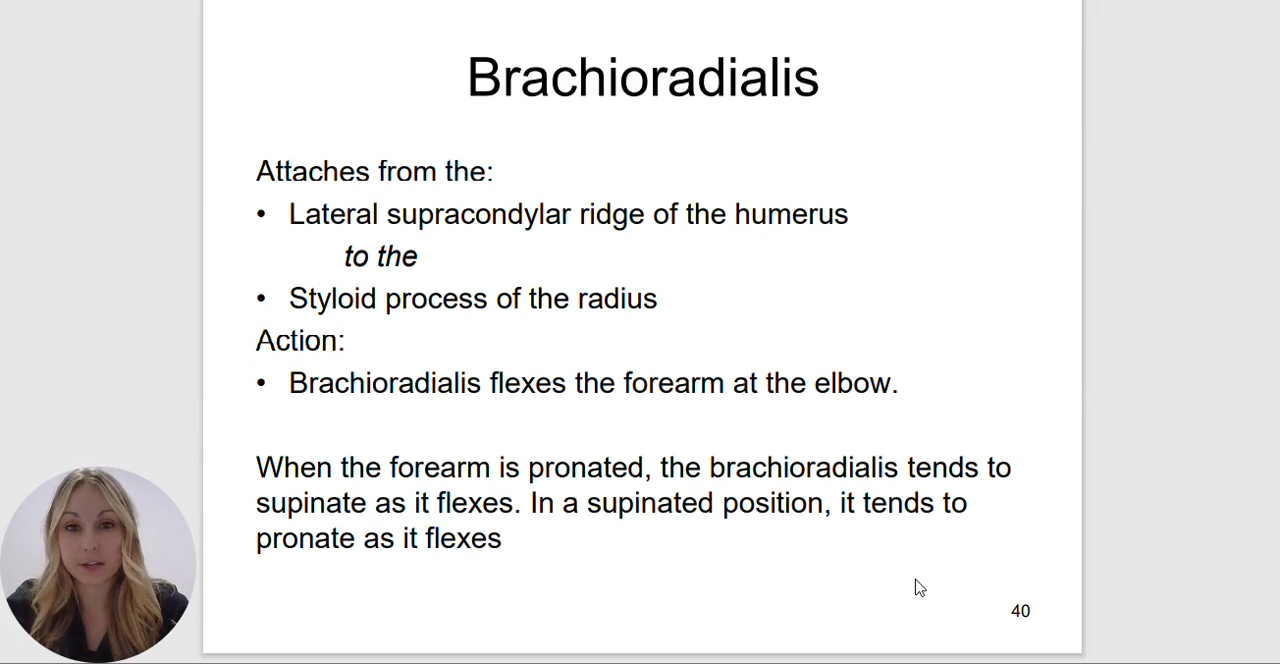 Brachioradialis
Attaches from the:
• Lateral supracondylar ridge of the humerus
to the
• Styloid process of the radius
Action:
• Brachioradialis flexes the forearm at the elbow.
When the forearm is pronated, the brachioradialis tends to
supinate as it flexes. In a supinated position, it tends to
pronate as it flexes
40